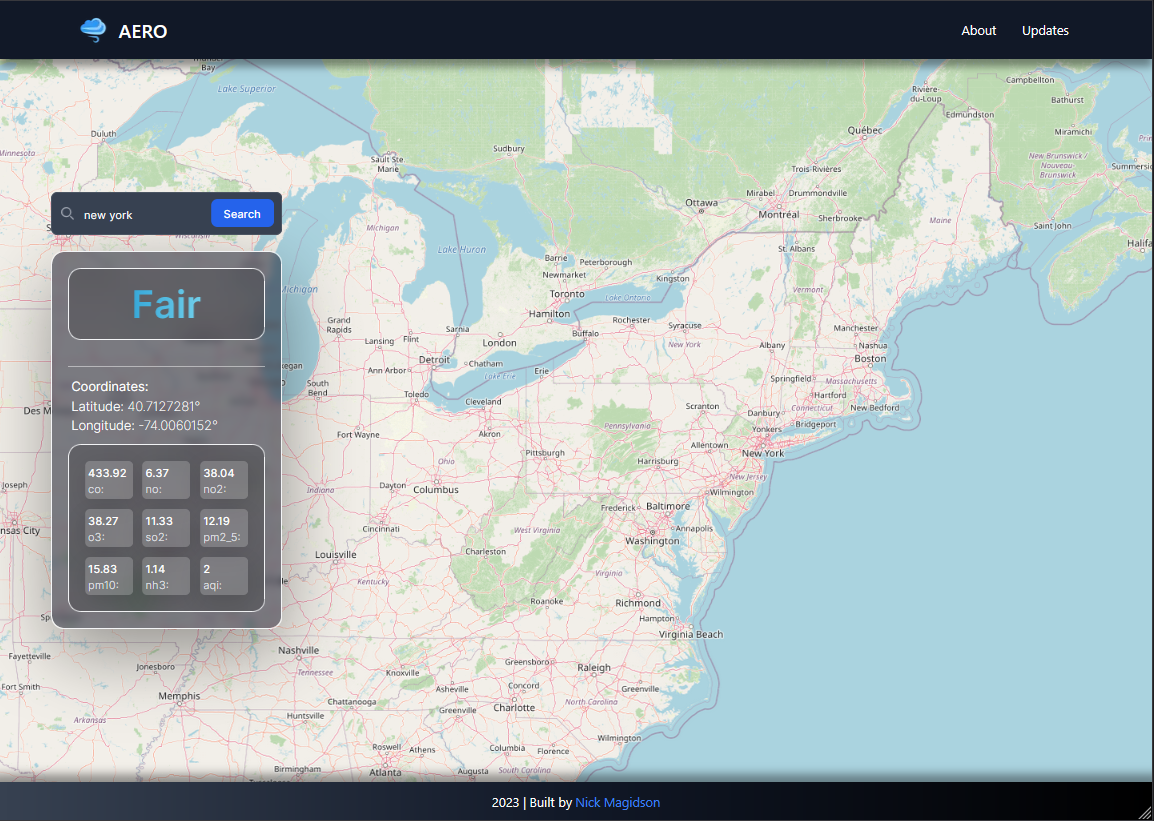 AERO
About
Updates
new york
Search
Fair
Coordinates:
Latitude: 40.7127281°
Longitude: -74.0060152°
433.92
co:
6.37
no:
38.04
no2:
38.27
o3:
11.33
so2:
12.19
pm2_5:
15.83
pm10:
1.14
nh3:
2
aqi:
Bay
Lake Superior
Duluth
Minnesota
Sault Ste
Marie
Sudbury
Rivière-
du-Loup
Edmundston
Campbellton
Bathurst
Miramichi
New Brunswick /
Nouveau
Brunswick
Québec
Trois-Rivières
Drummondville
Mirabel
Montréal
Sherbrooke
Ottawa
Maine
Saint John
Wisconsin
Michigan
Lake Huron
Barrie
Peterborough
Newmarket
Kingston
St. Albans
Toronto
Lake Ontario
Vermont
Hamilton
Grand
Rapids
Lansing
Flint
Sarnia
London
Buffalo
Rochester
Syracuse
New York
Albany
Manchester
Nashua
Boston
Ann Arbor
Detroit
Chatham
Lake Erie
Erie
South
Bend
Toledo
Cleveland
Springfield
Massachusetts
Hartford
Connecticut
New Bedford
Scranton
Danbury
Bridgeport
Yonkers
Fort Wayne
Akron
Pennsylvania
Allentown
New York
Pittsburgh
Harrisburg
New Jersey
Ohio
Indiana
Dayton
Columbus
Wilmington
Frederick
Baltimore
Cincinnati
West Virginia
Annapolis
Washington
Louisville
Charleston
Kentucky
Virginia
Roanoke
Richmond
Hampton
Virginia Beach
Nashville
Fayetteville
Jonesboro
Tennessee
Knoxville
Greensboro
Raleigh
Fort Smith
Memphis
Asheville
Concord
Greenville
Chattanooga
Greenville
Charlotte
North Carolina
Arkansas
Huntsville
Roswell
Athens
Columbia
Florence
Wilmington
Birmingham
Atlanta
Augusta
South Carolina
2023 | Built by Nick Magidson